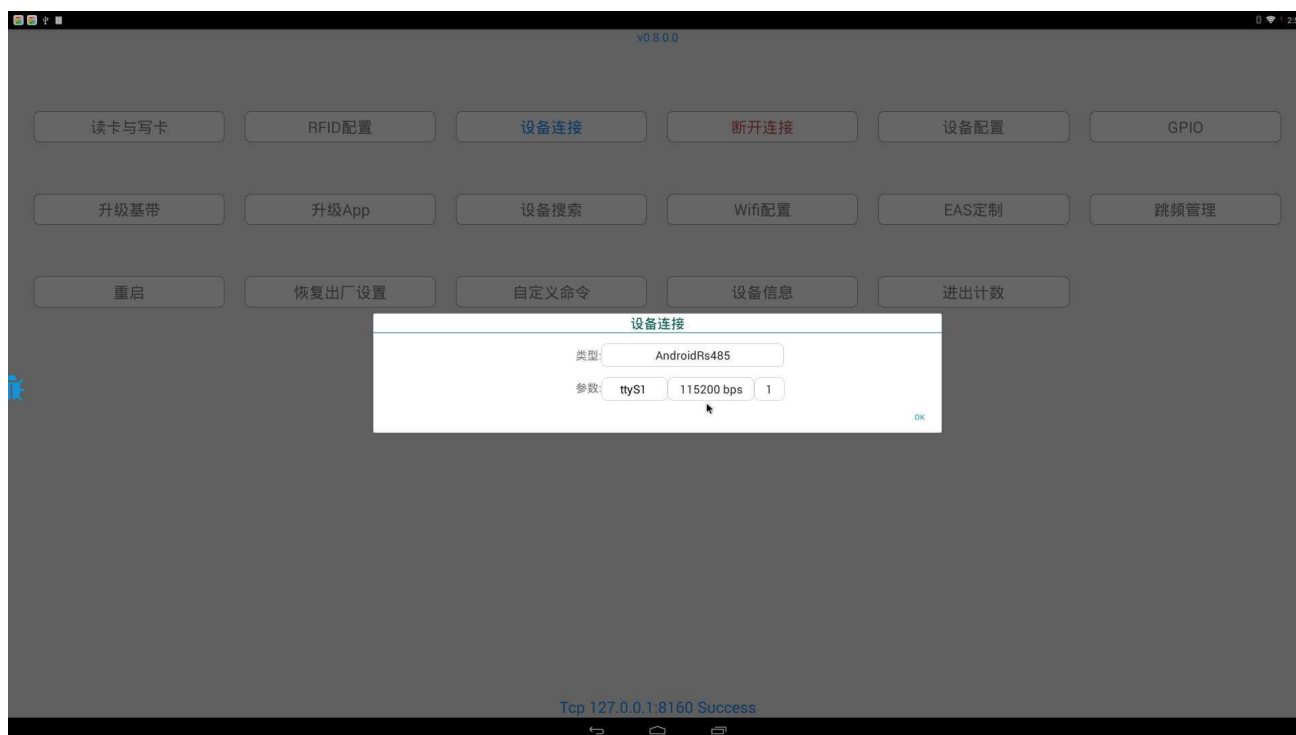 v0.8.0.0
读卡与写卡 RFID配置 设备连接 断开连接 设备配置 GPIO
升级基带 升级App 设备搜索 Wifi配置 EAS定制 跳频管理
重启 恢复出厂设置 自定义命令 设备信息 进出计数
设备连接
类型: AndroidRs485
参数: ttyS1 115200 bps 1
OK
Tcp 127.0.0.1:8160 Success